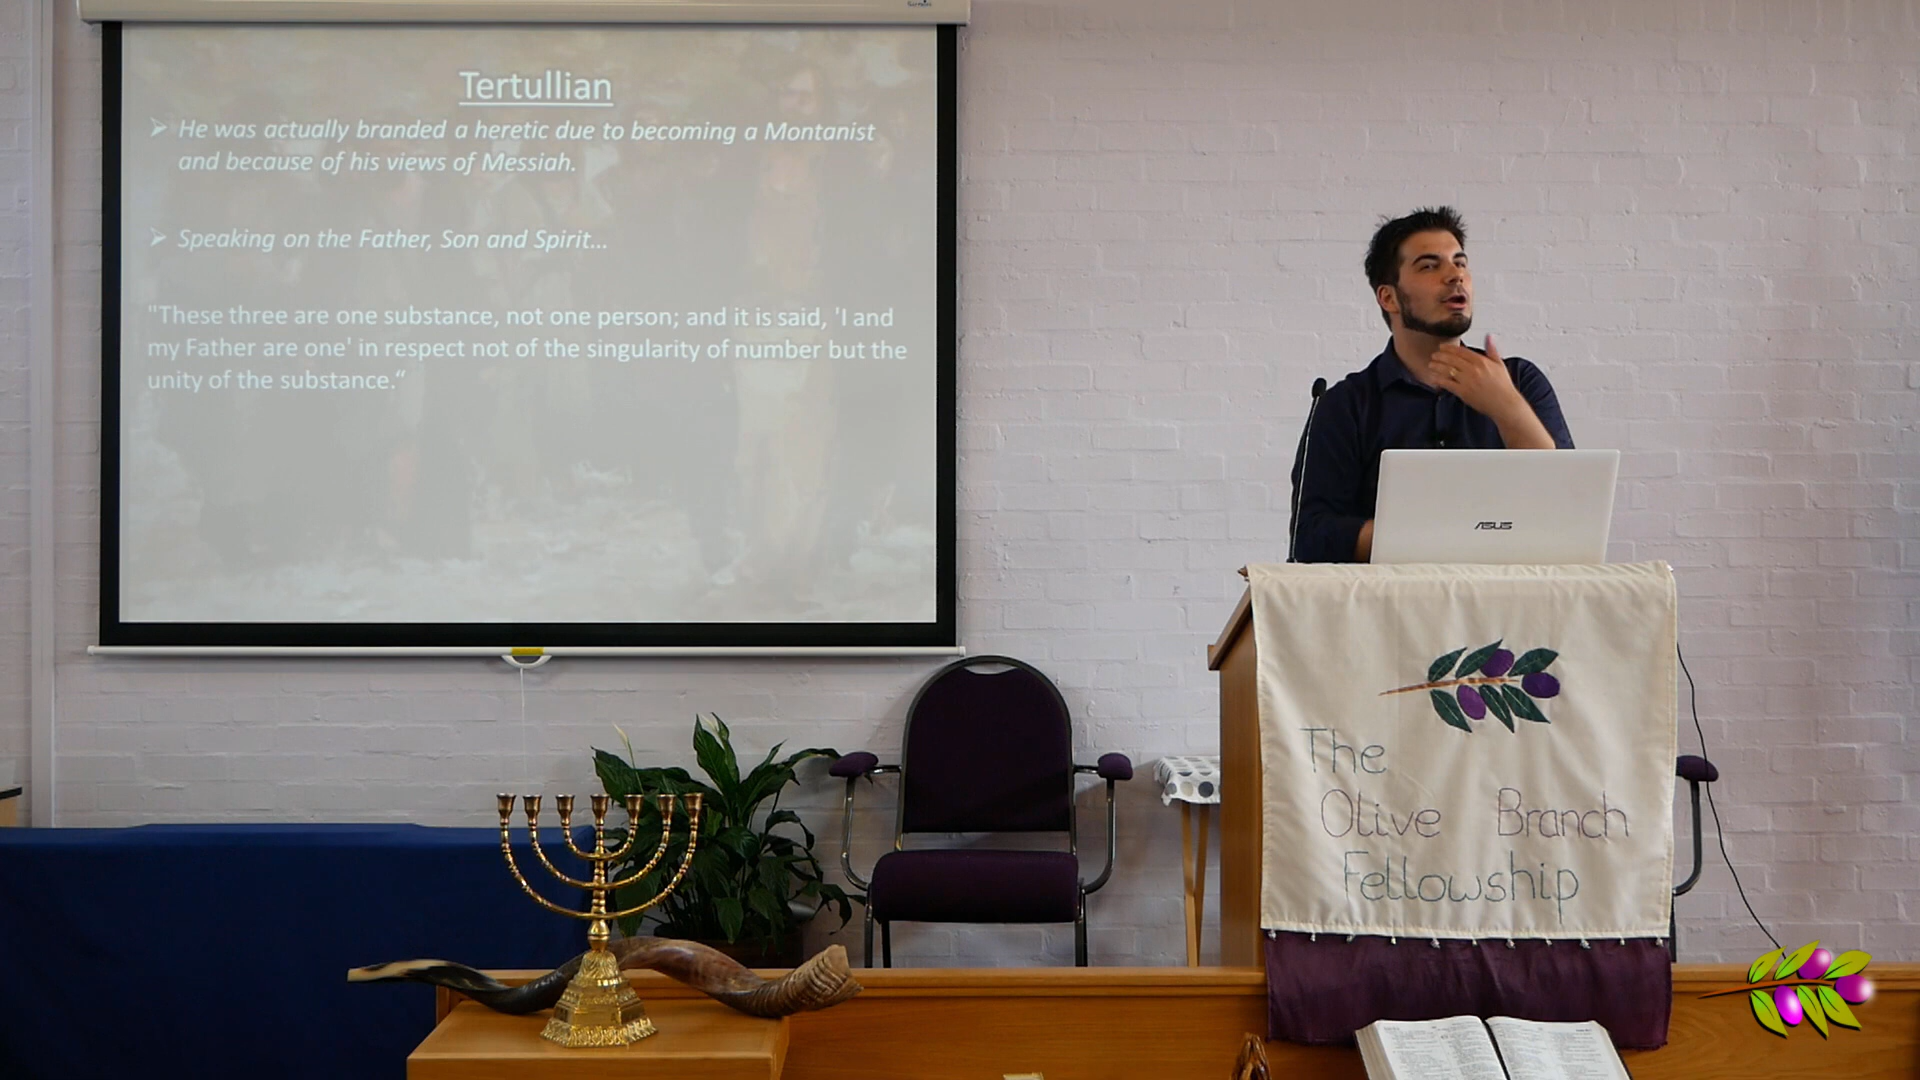 Tertullian
➢ He was actually branded a heretic due to becoming a Montanist
and because of his views of Messiah.
➢ Speaking on the Father, Son and Spirit...
"These three are one substance, not one person; and it is said, 'I and
my Father are one' in respect not of the singularity of number but the
unity of the substance.“
ASUS
The
Olive Branch
Fellowship